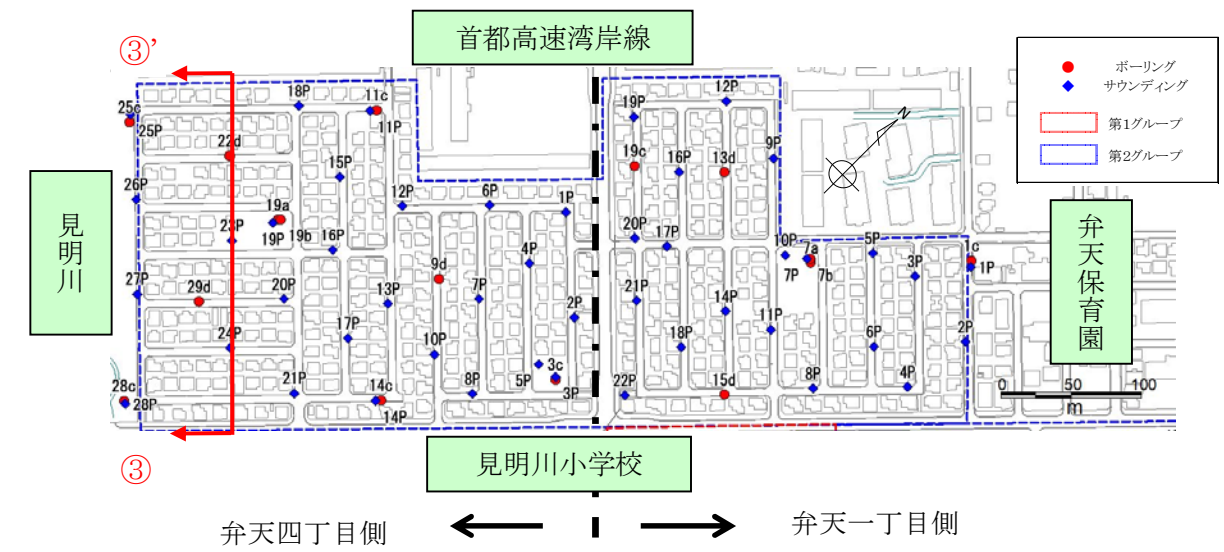 首都高速湾岸線
③’
ボーリング
サウンディング
第1グループ
第2グループ
N
25c
25P
18P
11c
11P
19P
12P
22d
15P
19c
16P
13d
9P
見明川
26P
19a
19P
19b
16P
23P
12P
6P
1P
20P
17P
10P
7a
7P
7b
5P
3P
1c
1P
弁天保育園
27P
29d
20P
13P
9d
7P
4P
2P
21P
14P
11P
24P
17P
10P
18P
6P
2P
28c
28P
21P
14c
14P
8P
5P
3c
3P
22P
15d
8P
4P
0 50 100
m
③
見明川小学校
弁天四丁目側
弁天一丁目側